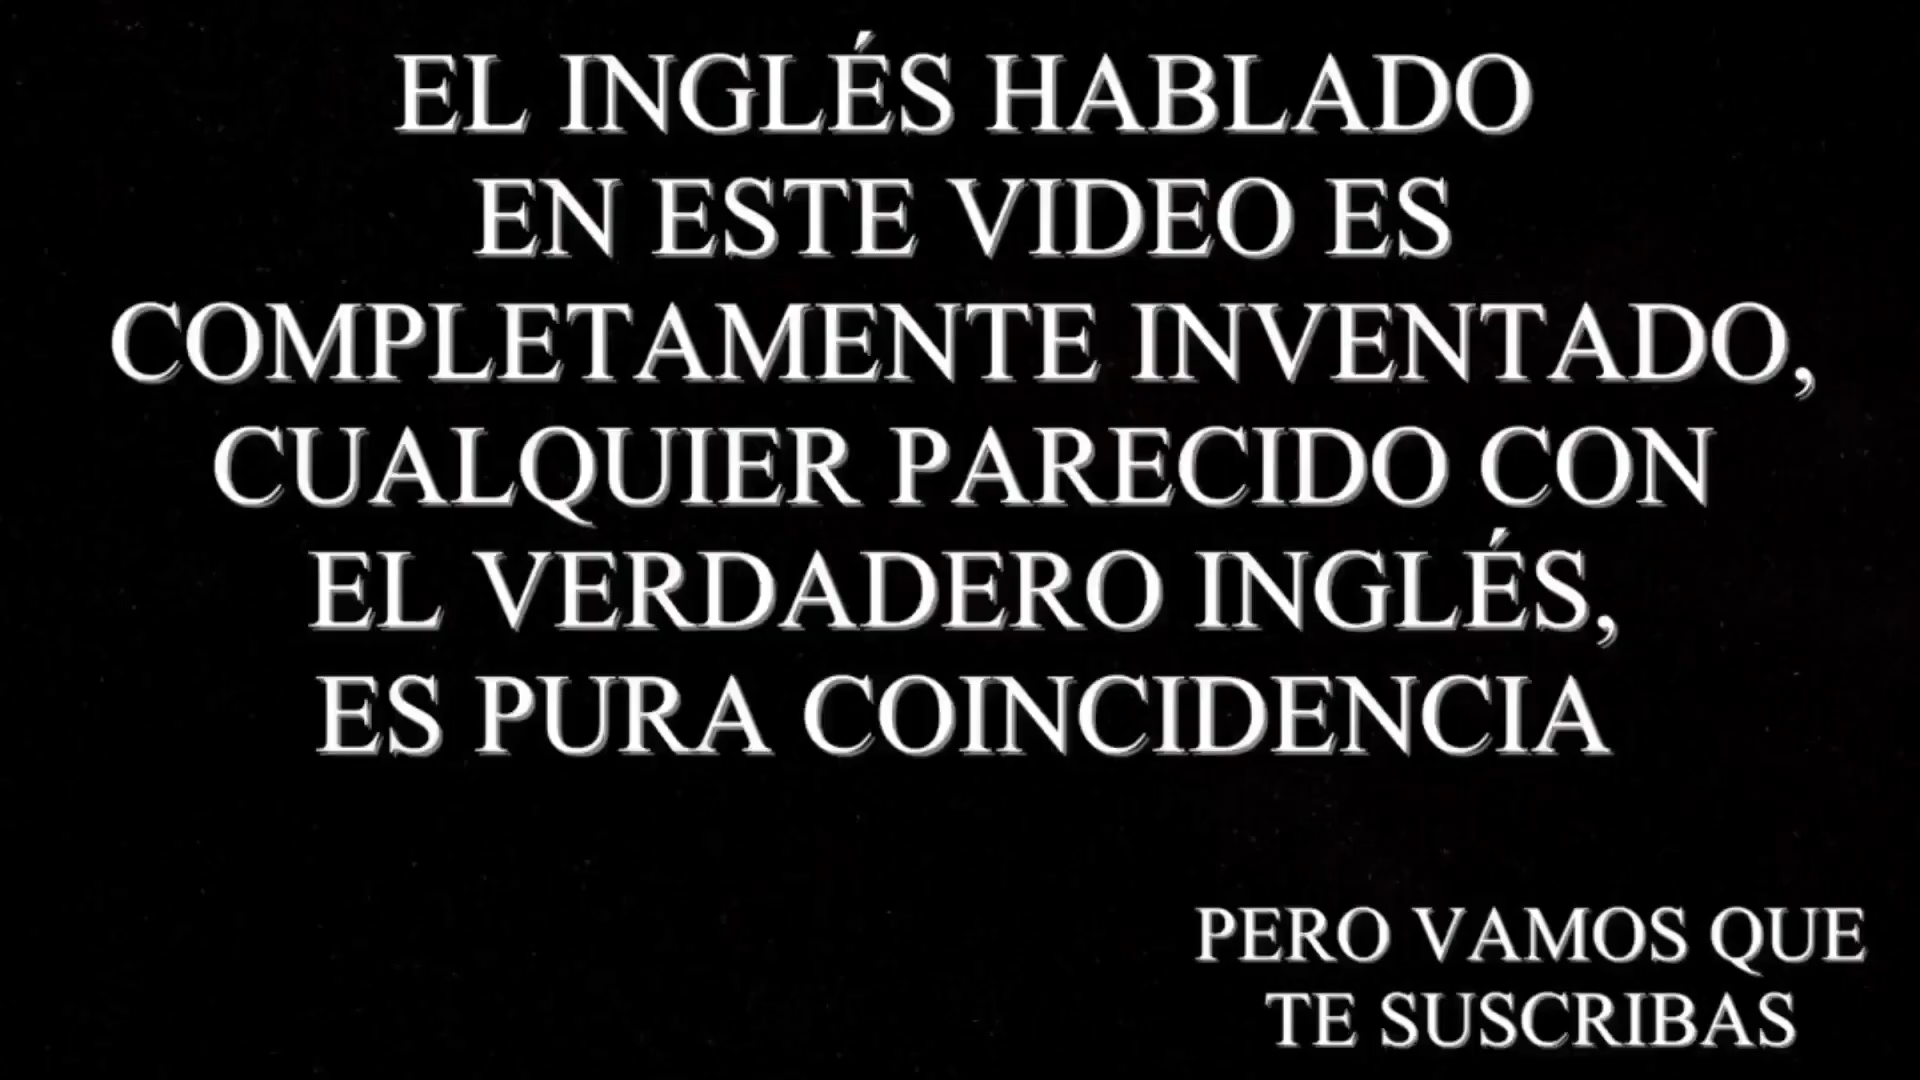 EL INGLÉS HABLADO
EN ESTE VIDEO ES
COMPLETAMENTE INVENTADO,
CUALQUIER PARECIDO CON
EL VERDADERO INGLÉS,
ES PURA COINCIDENCIA
PERO VAMOS QUE
TE SUSCRIBAS